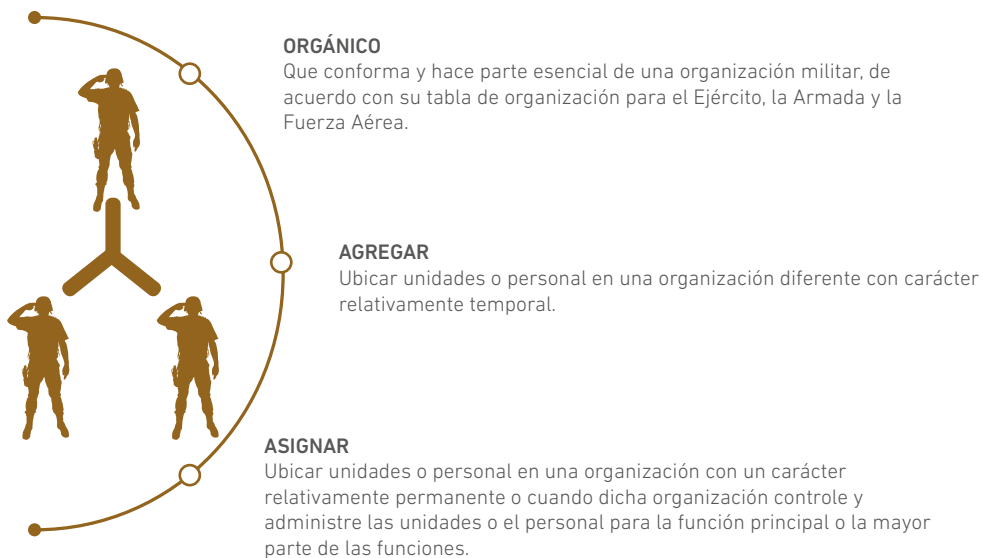 ORGÁNICO
Que conforma y hace parte esencial de una organización militar, de
acuerdo con su tabla de organización para el Ejército, la Armada y la
Fuerza Aérea.
AGREGAR
Ubicar unidades o personal en una organización diferente con carácter
relativamente temporal.
ASIGNAR
Ubicar unidades o personal en una organización con un carácter
relativamente permanente o cuando dicha organización controle y
administre las unidades o el personal para la función principal o la mayor
parte de las funciones.